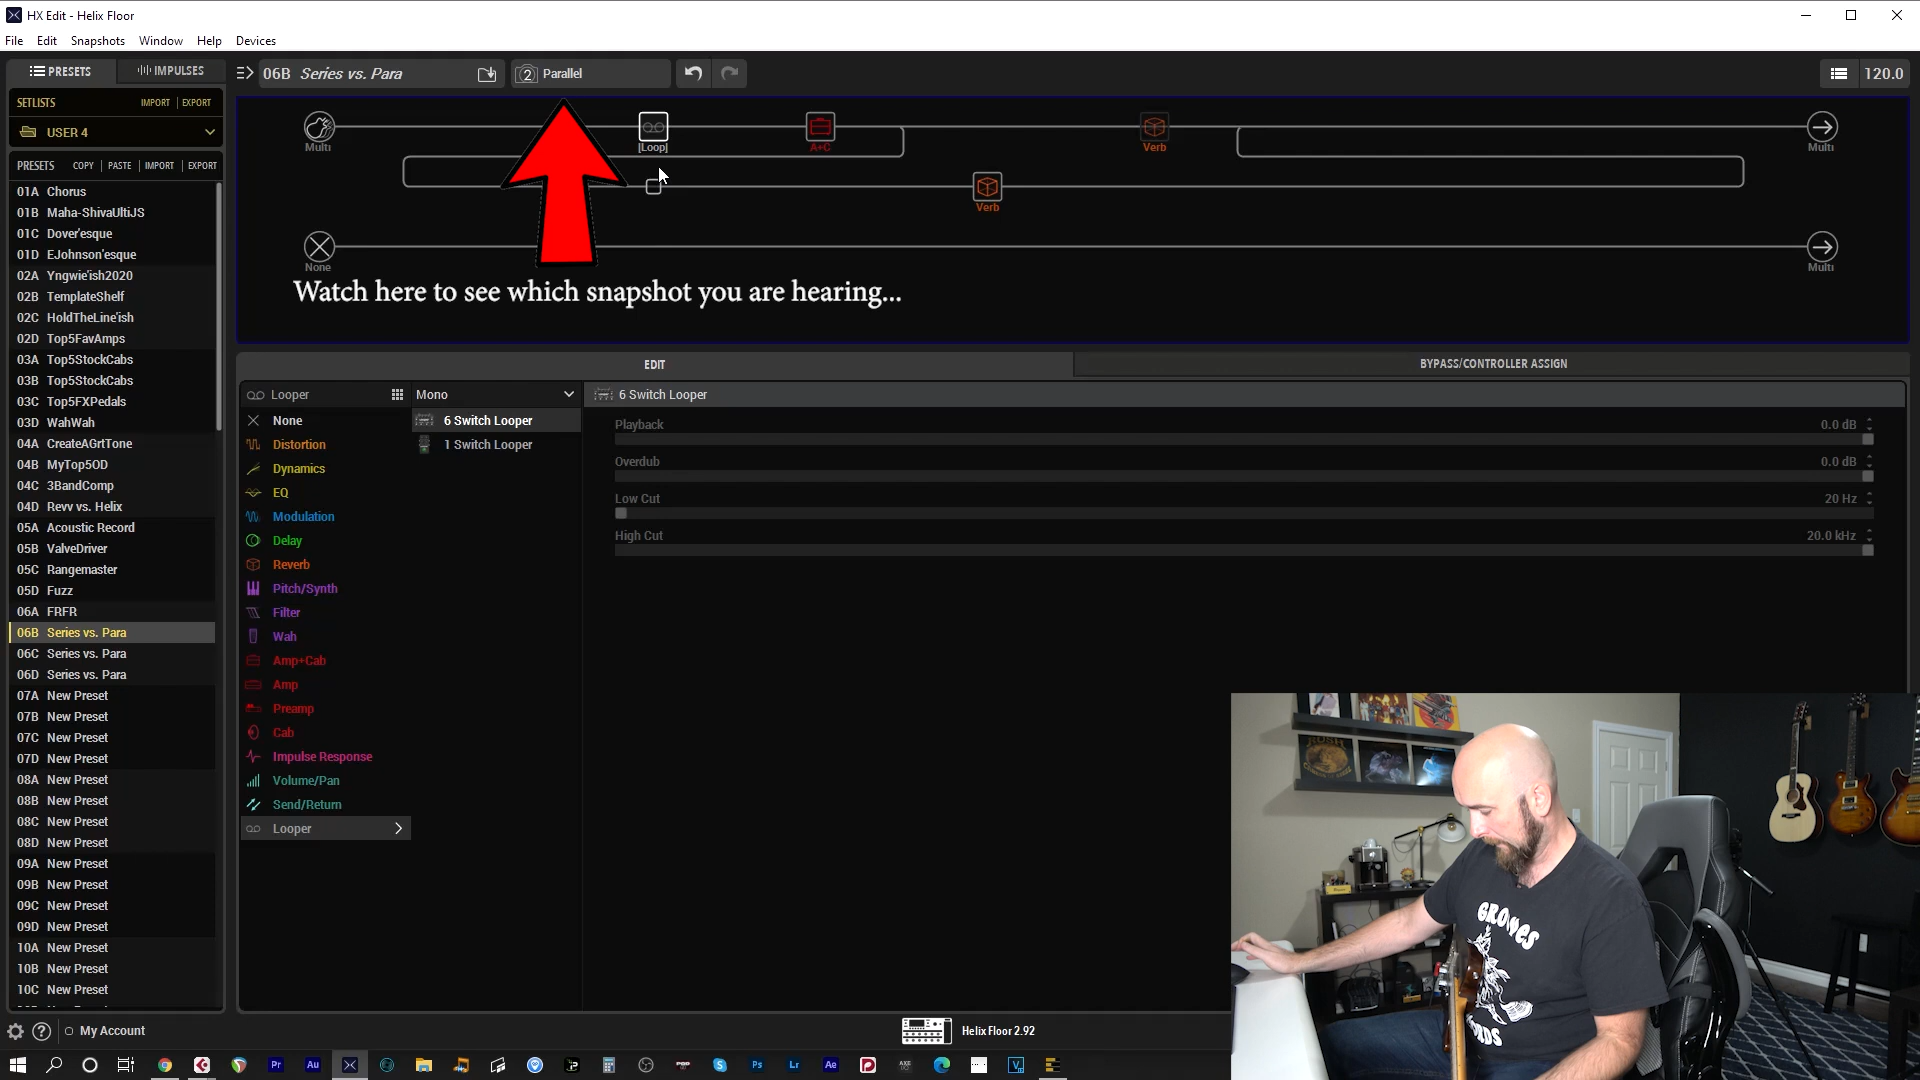 HX Edit - Helix Floor
File Edit Snapshots Window Help Devices
PRESETS IMPULSES
06B Series vs. Para
2 Parallel
120.0
SETLISTS IMPORT EXPORT
USER 4
PRESETS COPY PASTE IMPORT EXPORT
01A Chorus
01B Maha-ShivaUltiJS
01C Dover'esque
01D EJohnson'esque
02A Yngwie'ish2020
02B TemplateShelf
02C HoldTheLine'ish
02D Top5FavAmps
03A Top5StockCabs
03B Top5StockCabs
03C Top5FXPedals
03D WahWah
04A CreateAGrtTone
04B MyTop5OD
04C 3BandComp
04D Revv vs. Helix
05A Acoustic Record
05B ValveDriver
05C Rangemaster
05D Fuzz
06A FRFR
06B Series vs. Para
06C Series vs. Para
06D Series vs. Para
07A New Preset
07B New Preset
07C New Preset
07D New Preset
08A New Preset
08B New Preset
08C New Preset
08D New Preset
09A New Preset
09B New Preset
09C New Preset
09D New Preset
10A New Preset
10B New Preset
10C New Preset
Multi
[Loop]
A+C
Verb
Multi
Verb
None
Multi
Watch here to see which snapshot you are hearing...
EDIT
BYPASS/CONTROLLER ASSIGN
Looper
None
Distortion
Dynamics
EQ
Modulation
Delay
Reverb
Pitch/Synth
Filter
Wah
Amp+Cab
Amp
Preamp
Cab
Impulse Response
Volume/Pan
Send/Return
Looper
Mono
6 Switch Looper
1 Switch Looper
6 Switch Looper
Playback 0.0 dB
Overdub 0.0 dB
Low Cut 20 Hz
High Cut 20.0 kHz
RUSH
GROOVES
My Account
Helix Floor 2.92
Pr
Au
Ps
Lr
Ae